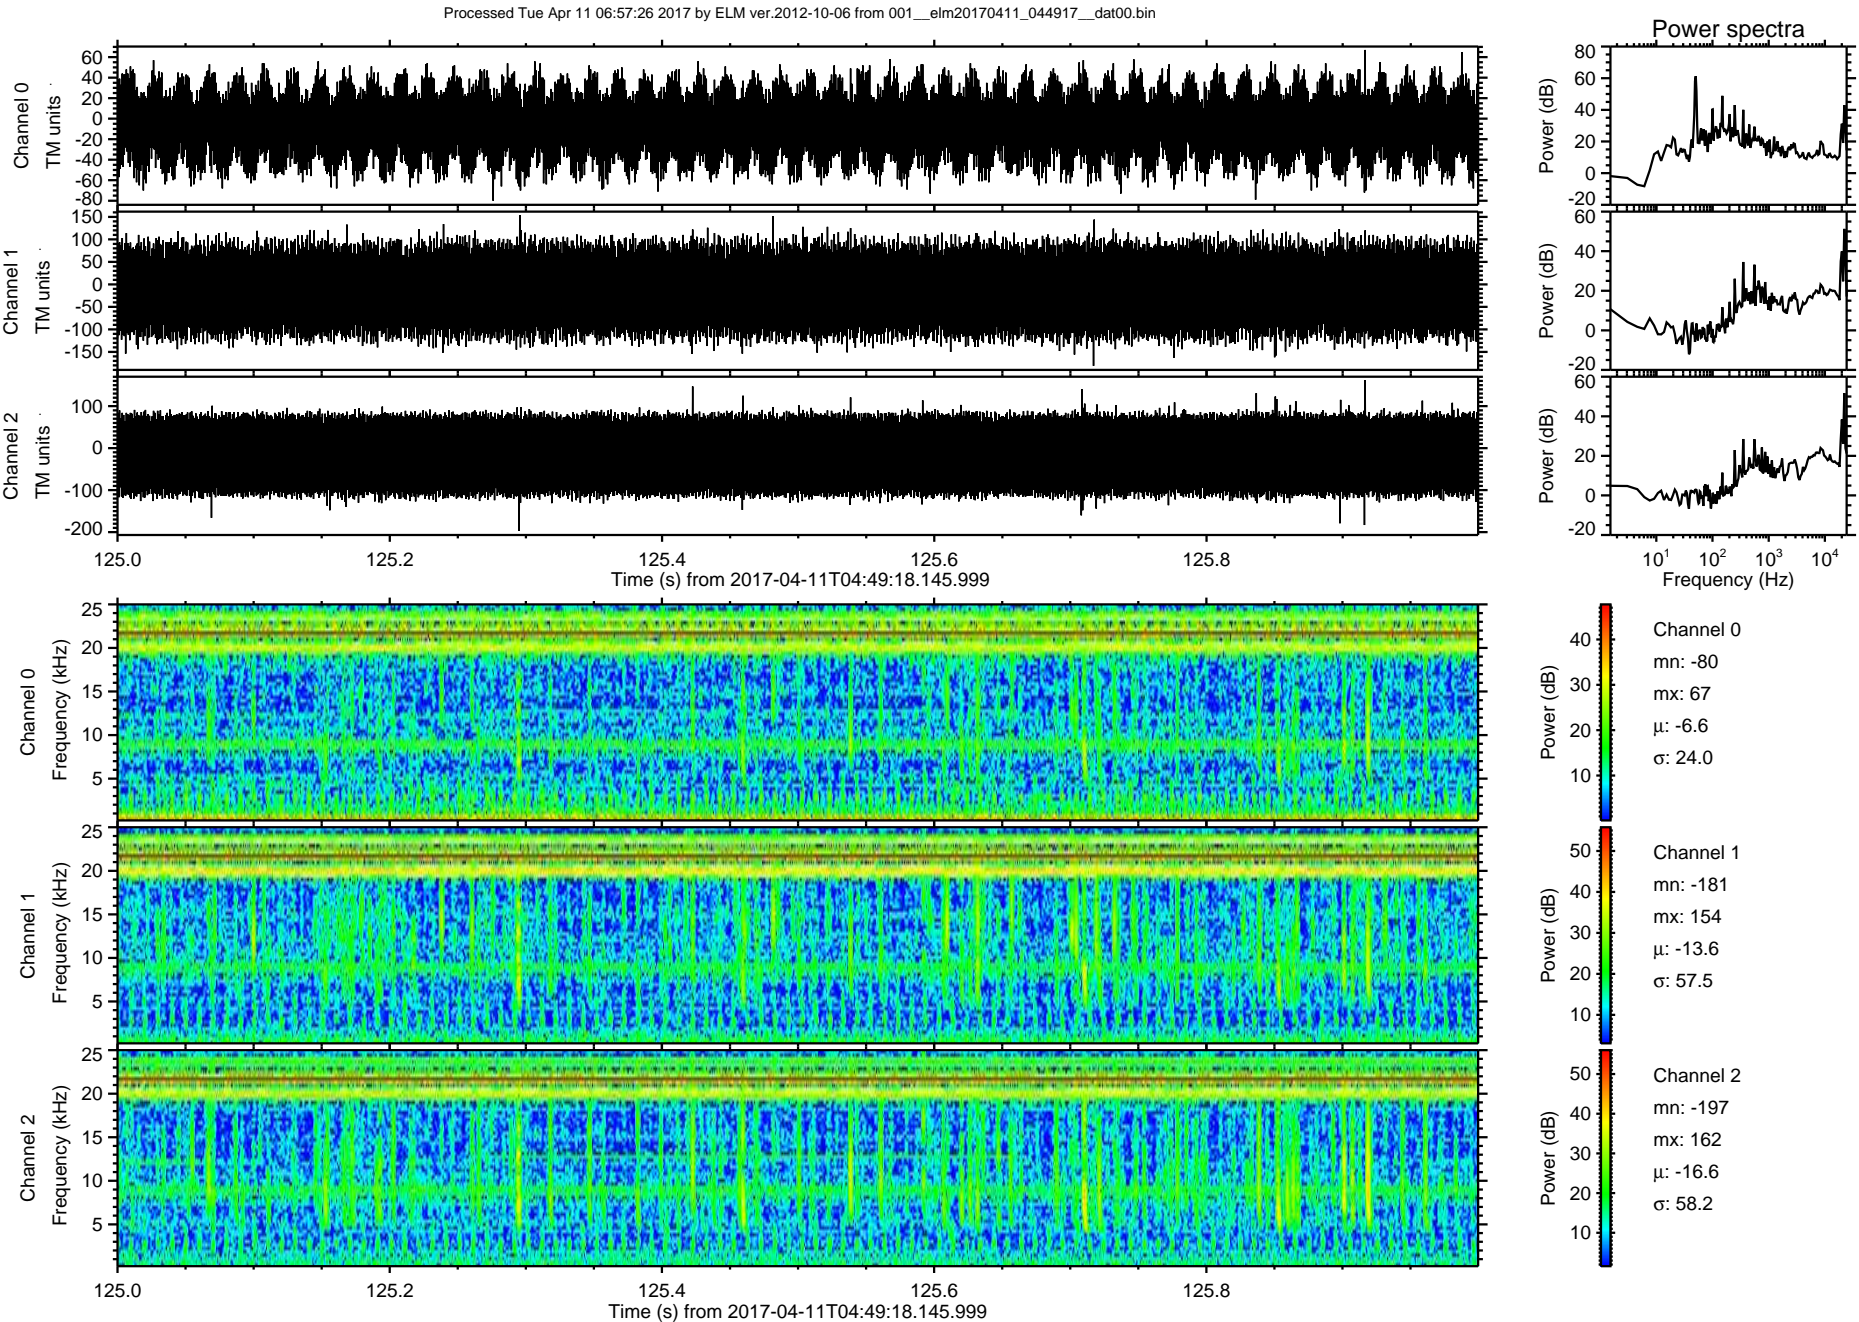 Processed Tue Apr 11 06:57:26 2017 by ELM ver.2012-10-06 from 001__elm20170411_044917__dat00.bin
Power spectra
Channel 0
TM units
60
40
20
0
-20
-40
-60
-80
Power (dB)
80
60
40
20
0
-20
Channel 1
TM units
150
100
50
0
-50
-100
-150
Power (dB)
60
40
20
0
-20
Channel 2
TM units
100
0
-100
-200
Power (dB)
60
40
20
0
-20
125.0 125.2 125.4 125.6 125.8
Time (s) from 2017-04-11T04:49:18.145.999
10^1 10^2 10^3 10^4
Frequency (Hz)
Channel 0
Frequency (kHz)
25
20
15
10
5
Power (dB)
40
30
20
10
Channel 0
mn: -80
mx: 67
μ: -6.6
σ: 24.0
Channel 1
Frequency (kHz)
25
20
15
10
5
Power (dB)
50
40
30
20
10
Channel 1
mn: -181
mx: 154
μ: -13.6
σ: 57.5
Channel 2
Frequency (kHz)
25
20
15
10
5
Power (dB)
50
40
30
20
10
Channel 2
mn: -197
mx: 162
μ: -16.6
σ: 58.2
125.0 125.2 125.4 125.6 125.8
Time (s) from 2017-04-11T04:49:18.145.999